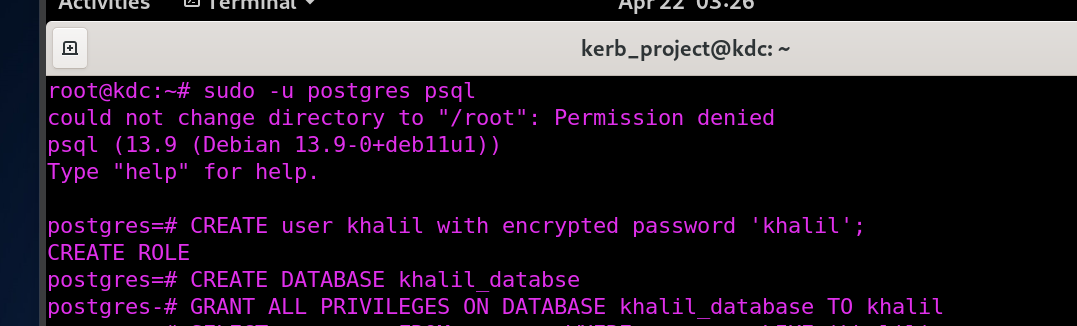 Activities Terminal Apr 22 03:26
kerb_project@kdc: ~
root@kdc:~# sudo -u postgres psql
could not change directory to "/root": Permission denied
psql (13.9 (Debian 13.9-0+deb11u1))
Type "help" for help.
postgres=# CREATE user khalil with encrypted password 'khalil';
CREATE ROLE
postgres=# CREATE DATABASE khalil_databse
postgres-# GRANT ALL PRIVILEGES ON DATABASE khalil_database TO khalil